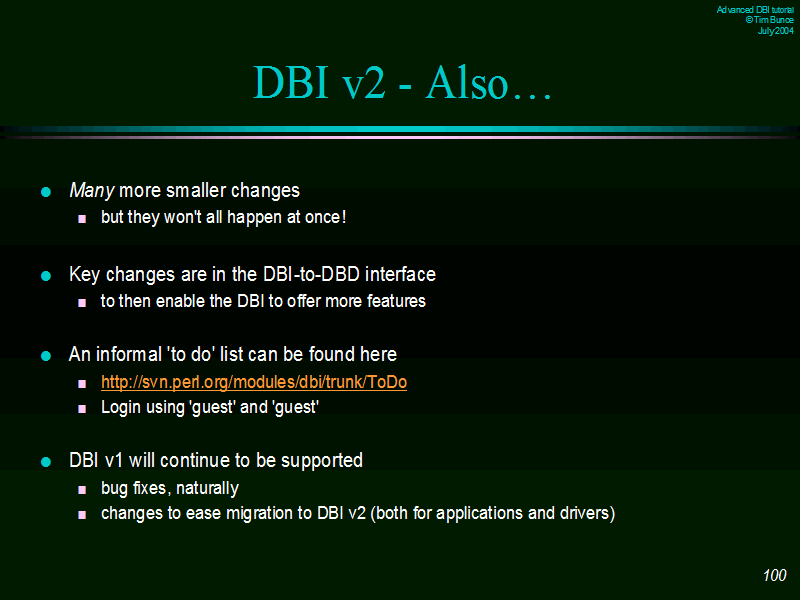 Advanced DBI tutorial
© Tim Bunce
July 2004
DBI v2 - Also…
Many more smaller changes
but they won't all happen at once!
Key changes are in the DBI-to-DBD interface
to then enable the DBI to offer more features
An informal 'to do' list can be found here
http://svn.perl.org/modules/dbi/trunk/ToDo
Login using 'guest' and 'guest'
DBI v1 will continue to be supported
bug fixes, naturally
changes to ease migration to DBI v2 (both for applications and drivers)
100